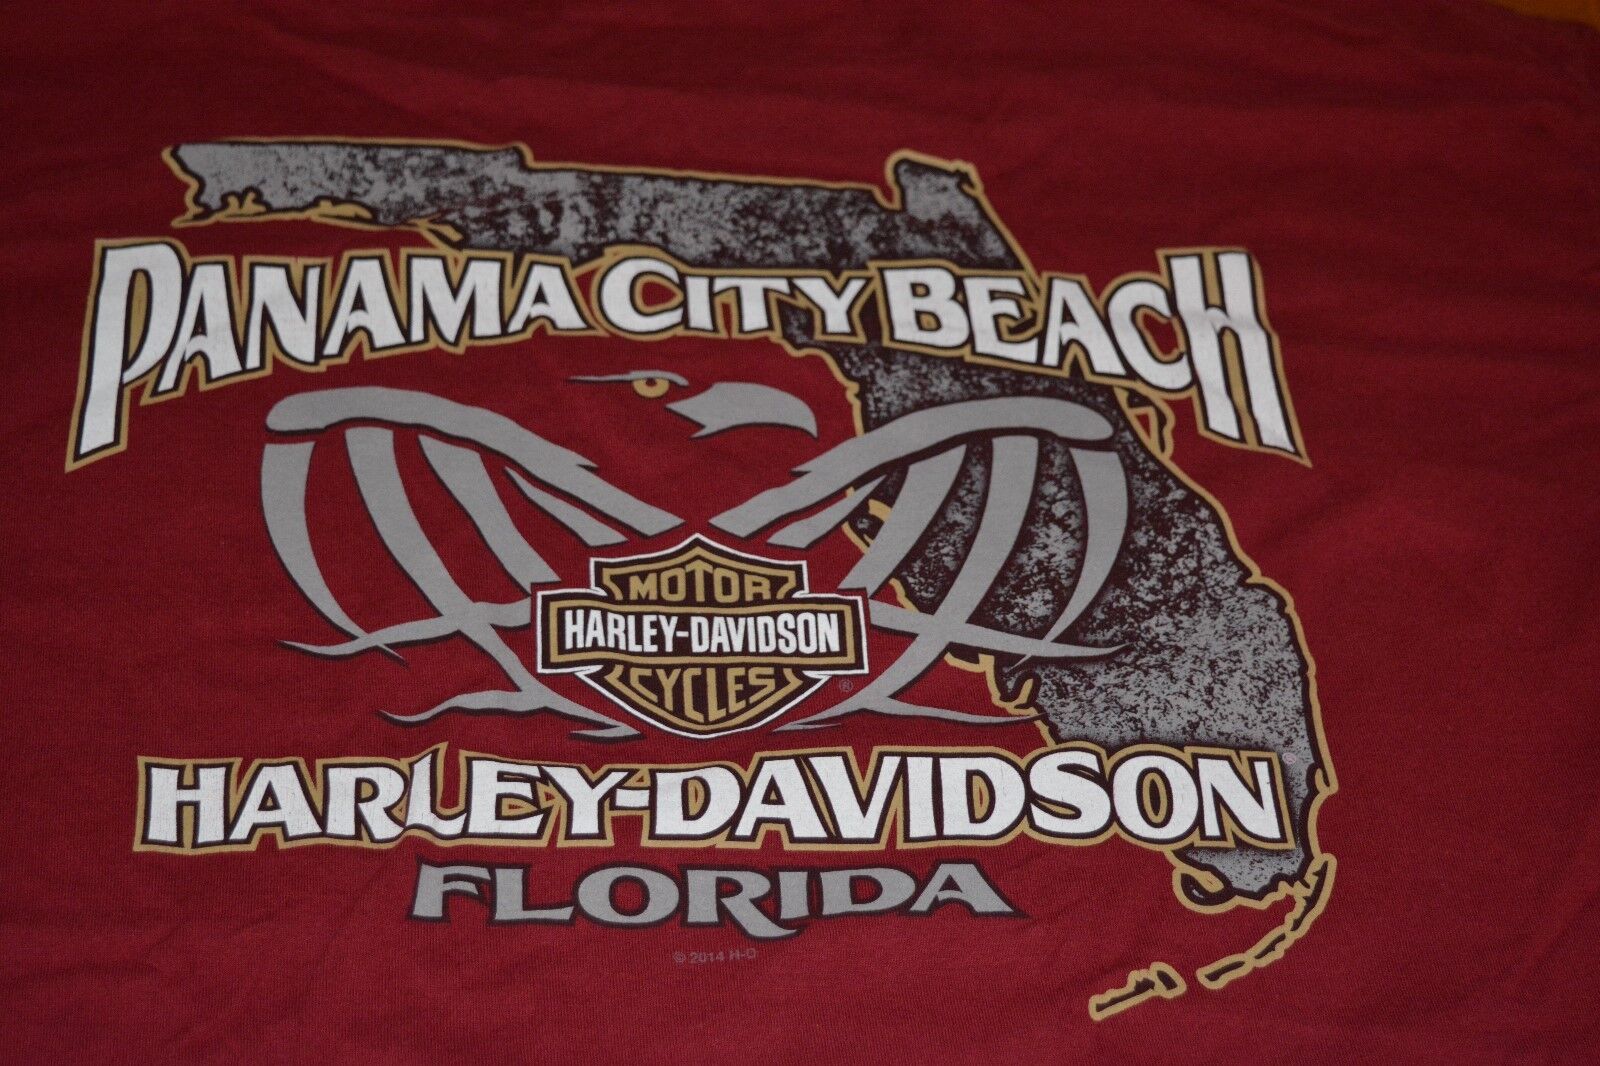 PANAMA CITY BEACH
MOTOR
HARLEY-DAVIDSON
CYCLES
®
HARLEY-DAVIDSON
FLORIDA
© 2014 H-D